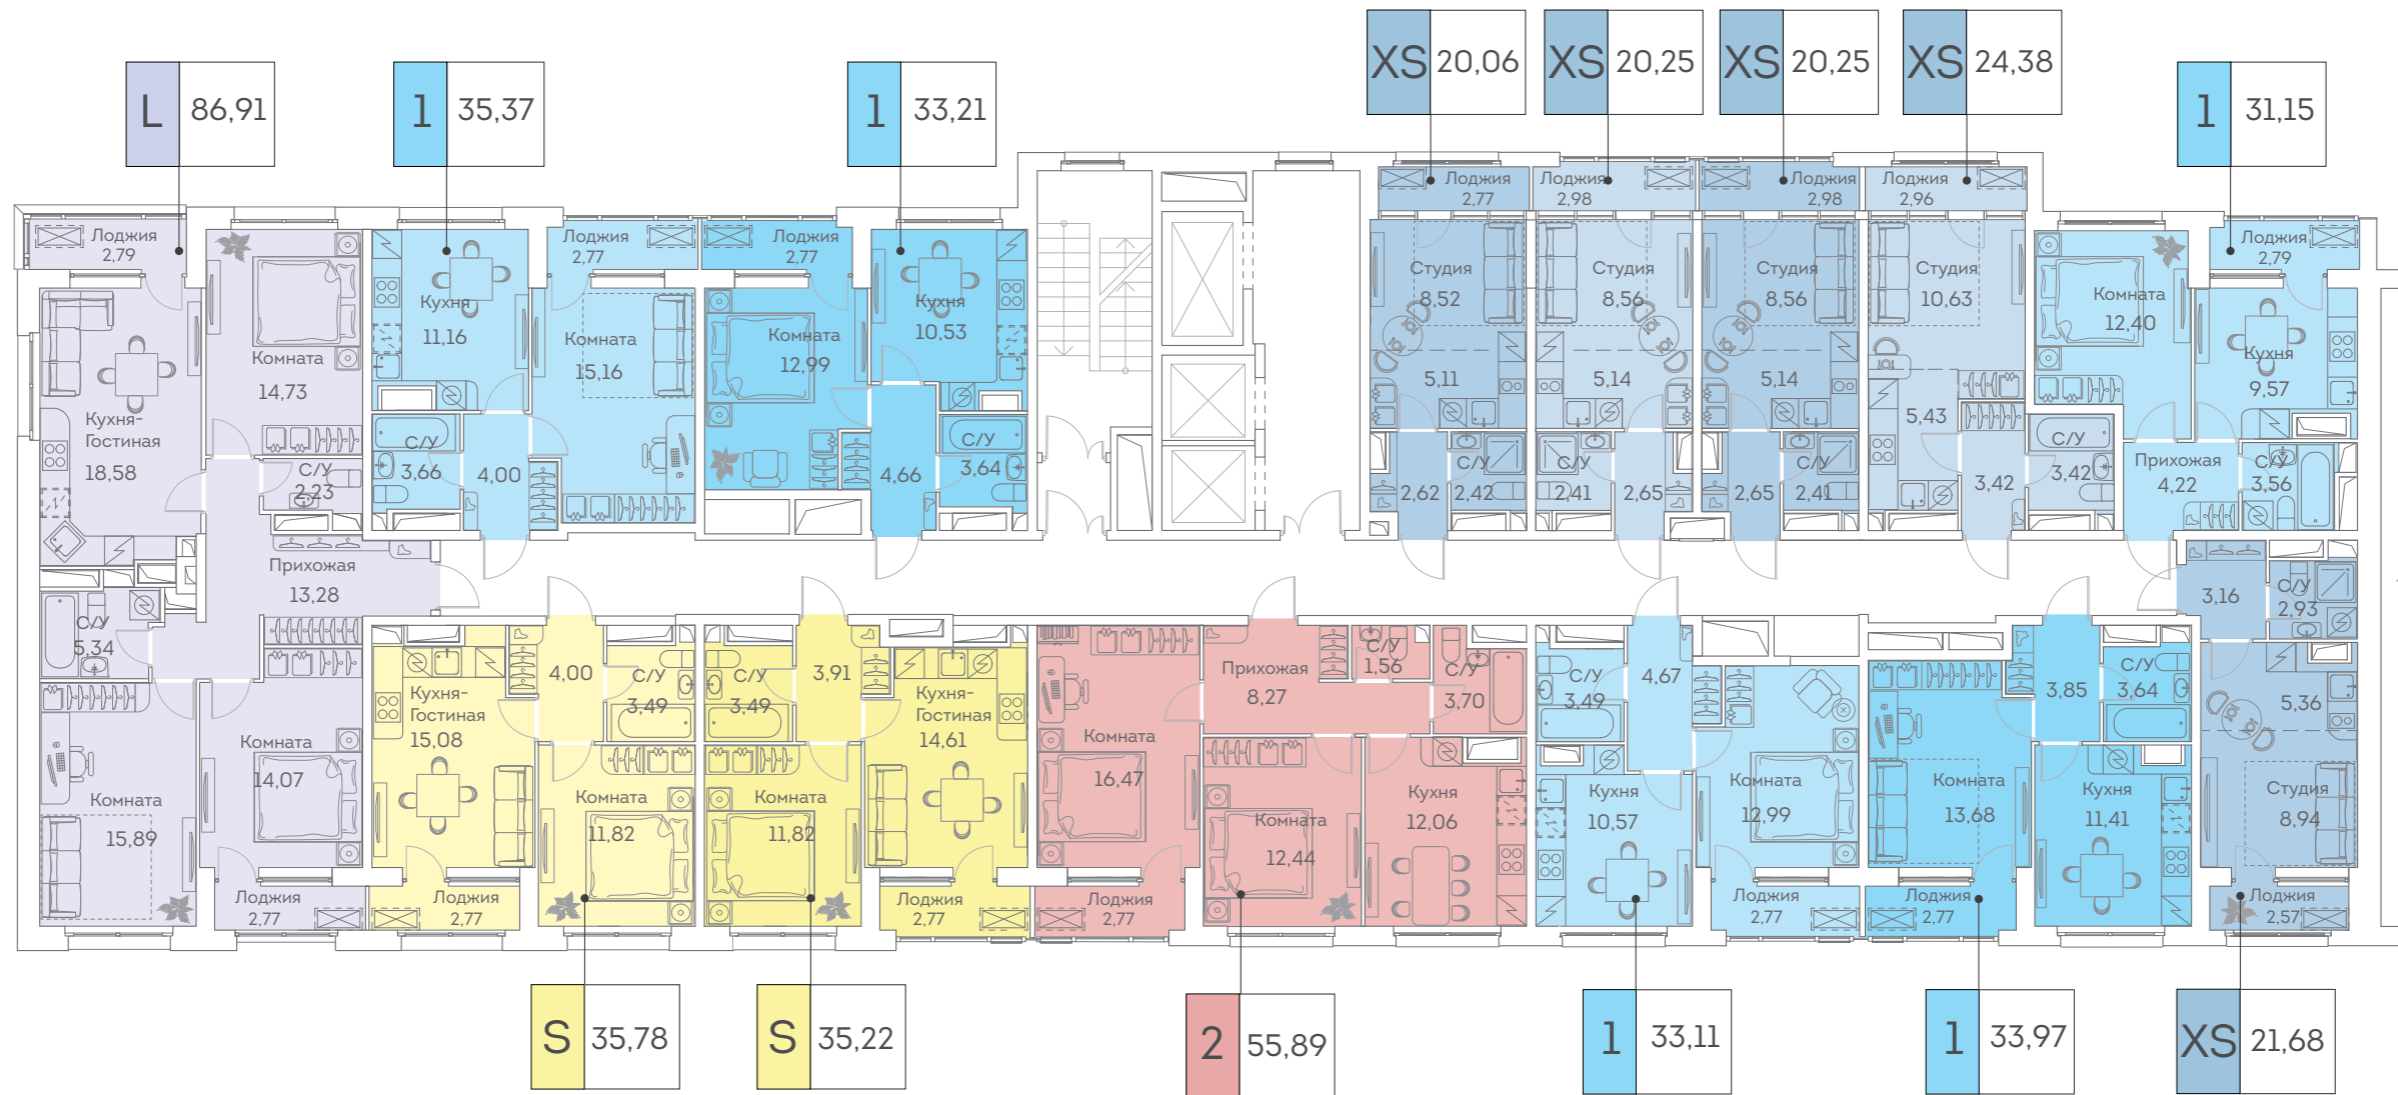 L 86,91
1 35,37
1 33,21
XS 20,06
XS 20,25
XS 20,25
XS 24,38
1 31,15
Лоджия
2,79
Комната
14,73
Кухня-
Гостиная
18,58
С/У
2,23
Прихожая
13,28
С/У
5,34
Комната
15,89
Комната
14,07
Лоджия
2,77
Кухня
11,16
Лоджия
2,77
Комната
15,16
С/У
3,66
4,00
Лоджия
2,77
Комната
12,99
Кухня
10,53
4,66
С/У
3,64
Лоджия
2,77
Студия
8,52
5,11
2,62
С/У
2,42
Лоджия
2,98
Студия
8,56
5,14
С/У
2,41
2,65
Лоджия
2,98
Студия
8,56
5,14
2,65
С/У
2,41
Лоджия
2,96
Студия
10,63
5,43
3,42
С/У
3,42
Комната
12,40
Лоджия
2,79
Кухня
9,57
Прихожая
4,22
С/У
3,56
Кухня-
Гостиная
15,08
4,00
С/У
3,49
Комната
11,82
Лоджия
2,77
С/У
3,49
3,91
Кухня-
Гостиная
14,61
Комната
11,82
Лоджия
2,77
Комната
16,47
Прихожая
8,27
С/У
1,56
С/У
3,70
Комната
12,44
Кухня
12,06
Лоджия
2,77
С/У
3,49
4,67
Кухня
10,57
Комната
12,99
Лоджия
2,77
3,85
С/У
3,64
Комната
13,68
Кухня
11,41
Лоджия
2,77
3,16
С/У
2,93
5,36
Студия
8,94
Лоджия
2,57
S 35,78
S 35,22
2 55,89
1 33,11
1 33,97
XS 21,68